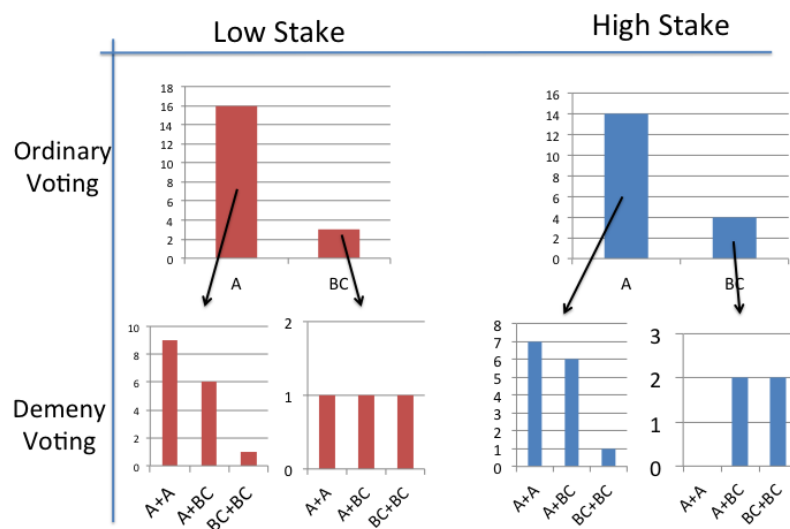 Low Stake
High Stake
Ordinary
Voting
18
16
14
12
10
8
6
4
2
0
A
BC
16
14
12
10
8
6
4
2
0
A
BC
Demeny
Voting
10
8
6
4
2
0
A+A
A+BC
BC+BC
2
1
0
A+A
A+BC
BC+BC
8
7
6
5
4
3
2
1
0
A+A
A+BC
BC+BC
3
2
1
0
A+A
A+BC
BC+BC